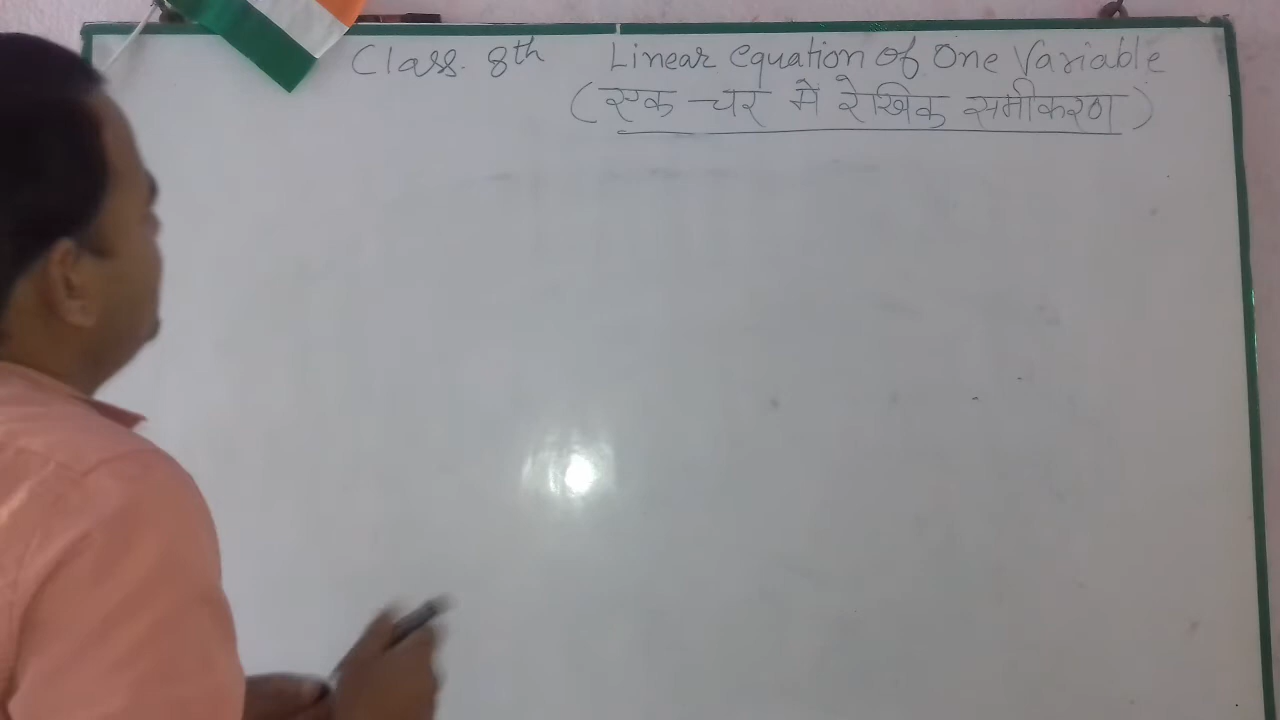 Class. 8th Linear equation of One Variable
(एक चर मे रेखिक समीकरण)